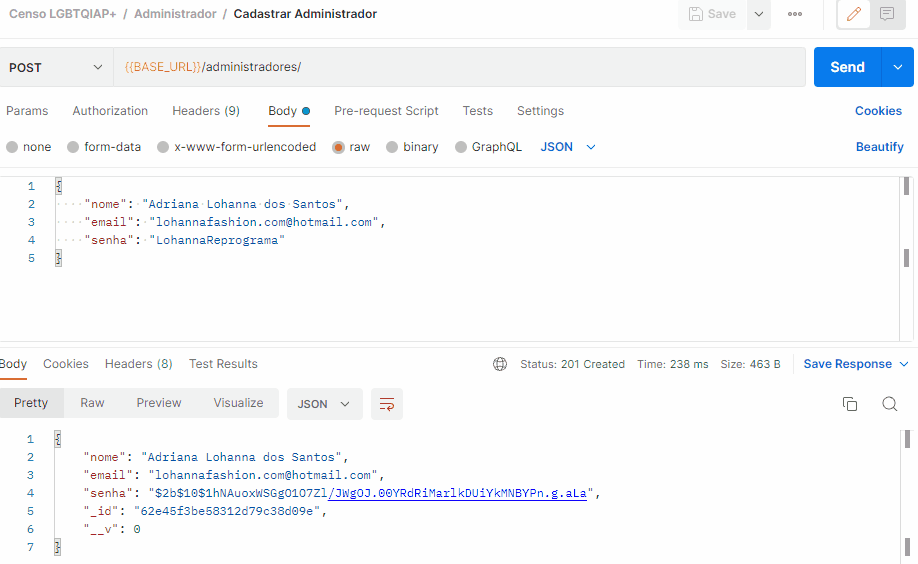 Censo LGBTQIAP+ / Administrador / Cadastrar Administrador
Save
POST {{BASE_URL}}/administradores/ Send
Params Authorization Headers (9) Body Pre-request Script Tests Settings Cookies
none form-data x-www-form-urlencoded raw binary GraphQL JSON Beautify
1 {
2 "nome": "Adriana Lohanna dos Santos",
3 "email": "lohannafashion.com@hotmail.com",
4 "senha": "LohannaReprograma"
5 }
Body Cookies Headers (8) Test Results Status: 201 Created Time: 238 ms Size: 463 B Save Response
Pretty Raw Preview Visualize JSON
1 {
2 "nome": "Adriana Lohanna dos Santos",
3 "email": "lohannafashion.com@hotmail.com",
4 "senha": "$2b$10$1hNAuoxWSGgO1O7Zl/JWgOJ.00YRdRiMarlkDUiYkMNBYPn.g.aLa",
5 "_id": "62e45f3be58312d79c38d09e",
6 "__v": 0
7 }